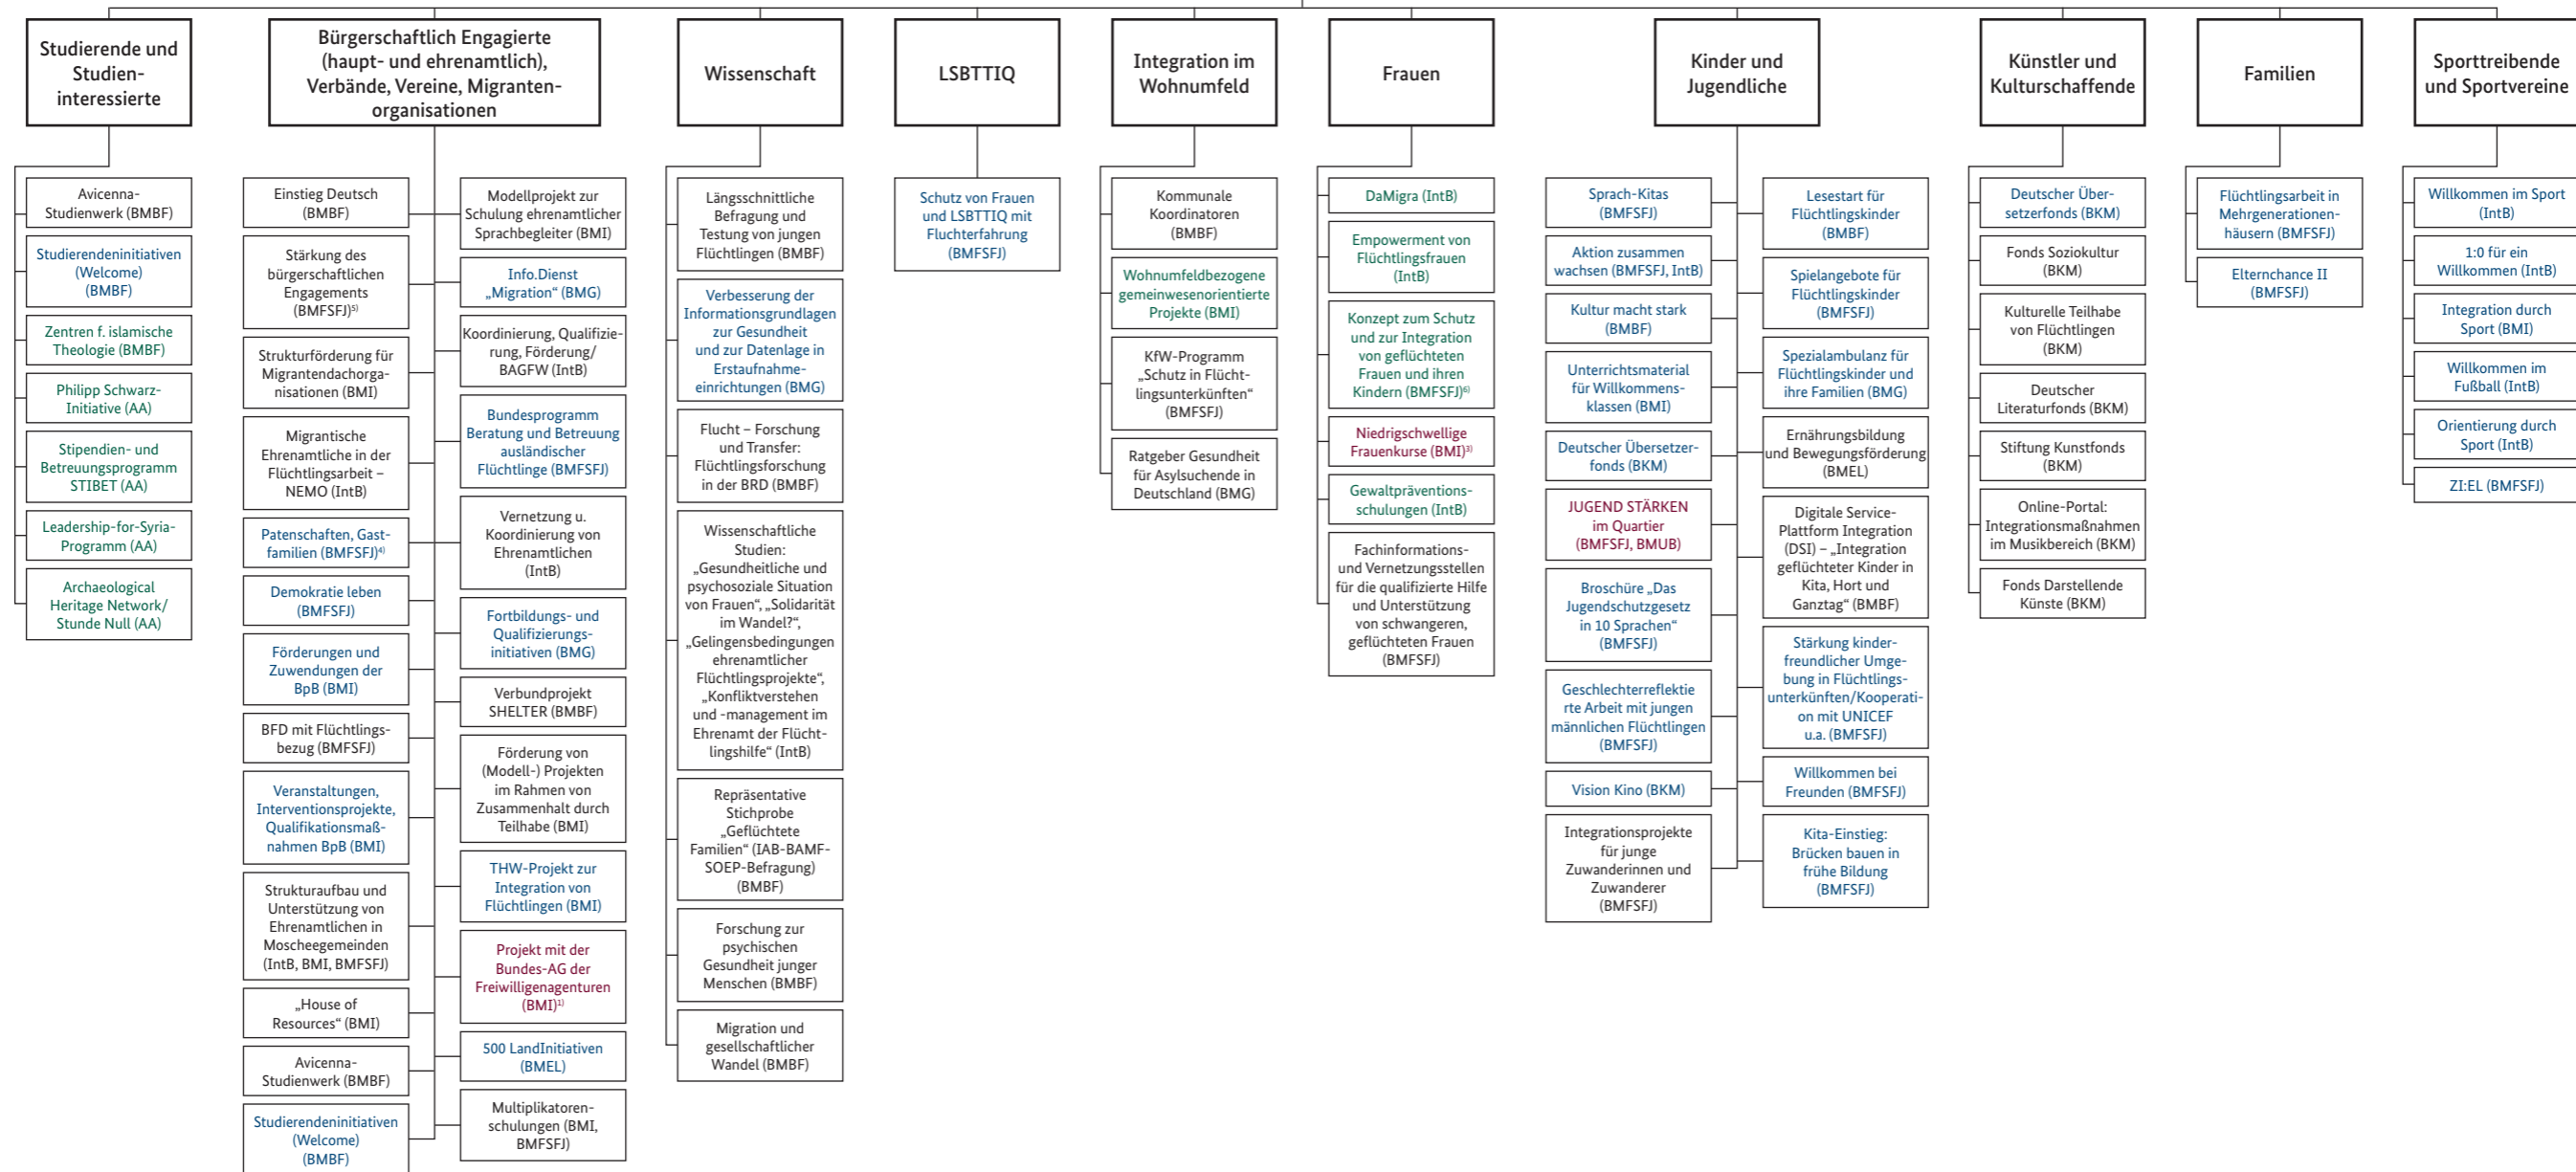 Studierende und
Studien-
interessierte
Avicenna-
Studienwerk (BMBF)
Studierendeninitiativen
(Welcome)
(BMBF)
Zentren f. islamische
Theologie (BMBF)
Philipp Schwarz-
Initiative (AA)
Stipendien- und
Betreuungsprogramm
STIBET (AA)
Leadership-for-Syria-
Programm (AA)
Archaeological
Heritage Network/
Stunde Null (AA)
Bürgerschaftlich Engagierte
(haupt- und ehrenamtlich),
Verbände, Vereine, Migranten-
organisationen
Einstieg Deutsch
(BMBF)
Stärkung des
bürgerschaftlichen
Engagements
(BMFSFJ)⁵⁾
Strukturförderung für
Migrantendachorga-
nisationen (BMI)
Migrantische
Ehrenamtliche in der
Flüchtlingsarbeit –
NEMO (IntB)
Patenschaften, Gast-
familien (BMFSFJ)⁴⁾
Demokratie leben
(BMFSFJ)
Förderungen und
Zuwendungen der
BpB (BMI)
BFD mit Flüchtlings-
bezug (BMFSFJ)
Veranstaltungen,
Interventionsprojekte,
Qualifikationsmaß-
nahmen BpB (BMI)
Strukturaufbau und
Unterstützung von
Ehrenamtlichen in
Moscheegemeinden
(IntB, BMI, BMFSFJ)
„House of
Resources“ (BMI)
Avicenna-
Studienwerk (BMBF)
Studierendeninitiativen
(Welcome)
(BMBF)
Modellprojekt zur
Schulung ehrenamtlicher
Sprachbegleiter (BMI)
Info.Dienst
„Migration“ (BMG)
Koordinierung, Qualifizie-
rung, Förderung/
BAGFW (IntB)
Bundesprogramm
Beratung und Betreuung
ausländischer
Flüchtlinge (BMFSFJ)
Vernetzung u.
Koordinierung von
Ehrenamtlichen
(IntB)
Fortbildungs- und
Qualifizierungs-
initiativen (BMG)
Verbundprojekt
SHELTER (BMBF)
Förderung von
(Modell-) Projekten
im Rahmen von
Zusammenhalt durch
Teilhabe (BMI)
THW-Projekt zur
Integration von
Flüchtlingen (BMI)
Projekt mit der
Bundes-AG der
Freiwilligenagenturen
(BMI)¹⁾
500 LandInitiativen
(BMEL)
Multiplikatoren-
schulungen (BMI,
BMFSFJ)
Wissenschaft
Längsschnittliche
Befragung und
Testung von jungen
Flüchtlingen (BMBF)
Verbesserung der
Informationsgrundlagen
zur Gesundheit
und zur Datenlage in
Erstaufnahme-
einrichtungen (BMG)
Flucht – Forschung
und Transfer:
Flüchtlingsforschung
in der BRD (BMBF)
Wissenschaftliche
Studien:
„Gesundheitliche und
psychosoziale Situation
von Frauen“, „Solidarität
im Wandel?“,
„Gelingensbedingungen
ehrenamtlicher
Flüchtlingsprojekte“,
„Konfliktverstehen
und -management im
Ehrenamt der Flücht-
lingshilfe“ (IntB)
Repräsentative
Stichprobe
„Geflüchtete
Familien“ (IAB-BAMF-
SOEP-Befragung)
(BMBF)
Forschung zur
psychischen
Gesundheit junger
Menschen (BMBF)
Migration und
gesellschaftlicher
Wandel (BMBF)
LSBTTIQ
Schutz von Frauen
und LSBTTIQ mit
Fluchterfahrung
(BMFSFJ)
Integration im
Wohnumfeld
Kommunale
Koordinatoren
(BMBF)
Wohnumfeldbezogene
gemeinwesenorientierte
Projekte (BMI)
KfW-Programm
„Schutz in Flücht-
lingsunterkünften“
(BMFSFJ)
Ratgeber Gesundheit
für Asylsuchende in
Deutschland (BMG)
Frauen
DaMigra (IntB)
Empowerment von
Flüchtlingsfrauen
(IntB)
Konzept zum Schutz
und zur Integration
von geflüchteten
Frauen und ihren
Kindern (BMFSFJ)⁶⁾
Niedrigschwellige
Frauenkurse (BMI)³⁾
Gewaltpräventions-
schulungen (IntB)
Fachinformations-
und Vernetzungsstellen
für die qualifizierte Hilfe
und Unterstützung
von schwangeren,
geflüchteten Frauen
(BMFSFJ)
Kinder und
Jugendliche
Sprach-Kitas
(BMFSFJ)
Aktion zusammen
wachsen (BMFSFJ, IntB)
Kultur macht stark
(BMBF)
Unterrichtsmaterial
für Willkommens-
klassen (BMI)
Deutscher Übersetzer-
fonds (BKM)
JUGEND STÄRKEN
im Quartier
(BMFSFJ, BMUB)
Broschüre „Das
Jugendschutzgesetz
in 10 Sprachen“
(BMFSFJ)
Geschlechterreflektie
rte Arbeit mit jungen
männlichen Flüchtlingen
(BMFSFJ)
Vision Kino (BKM)
Integrationsprojekte
für junge
Zuwanderinnen und
Zuwanderer
(BMFSFJ)
Lesestart für
Flüchtlingskinder
(BMBF)
Spielangebote für
Flüchtlingskinder
(BMFSFJ)
Spezialambulanz für
Flüchtlingskinder und
ihre Familien (BMG)
Ernährungsbildung
und Bewegungsförderung
(BMEL)
Digitale Service-
Plattform Integration
(DSI) – „Integration
geflüchteter Kinder in
Kita, Hort und
Ganztag“ (BMBF)
Stärkung kinder-
freundlicher Umge-
bung in Flüchtlings-
unterkünften/Kooperati-
on mit UNICEF
u.a. (BMFSFJ)
Willkommen bei
Freunden (BMFSFJ)
Kita-Einstieg:
Brücken bauen in
frühe Bildung
(BMFSFJ)
Künstler und
Kulturschaffende
Deutscher Über-
setzerfonds (BKM)
Fonds Soziokultur
(BKM)
Kulturelle Teilhabe
von Flüchtlingen
(BKM)
Deutscher
Literaturfonds (BKM)
Stiftung Kunstfonds
(BKM)
Online-Portal:
Integrationsmaßnahmen
im Musikbereich (BKM)
Fonds Darstellende
Künste (BKM)
Familien
Flüchtlingsarbeit in
Mehrgenerationen-
häusern (BMFSFJ)
Elternchance II
(BMFSFJ)
Sporttreibende
und Sportvereine
Willkommen im Sport
(IntB)
1:0 für ein
Willkommen (IntB)
Integration durch
Sport (BMI)
Willkommen im
Fußball (IntB)
Orientierung durch
Sport (IntB)
ZI:EL (BMFSFJ)